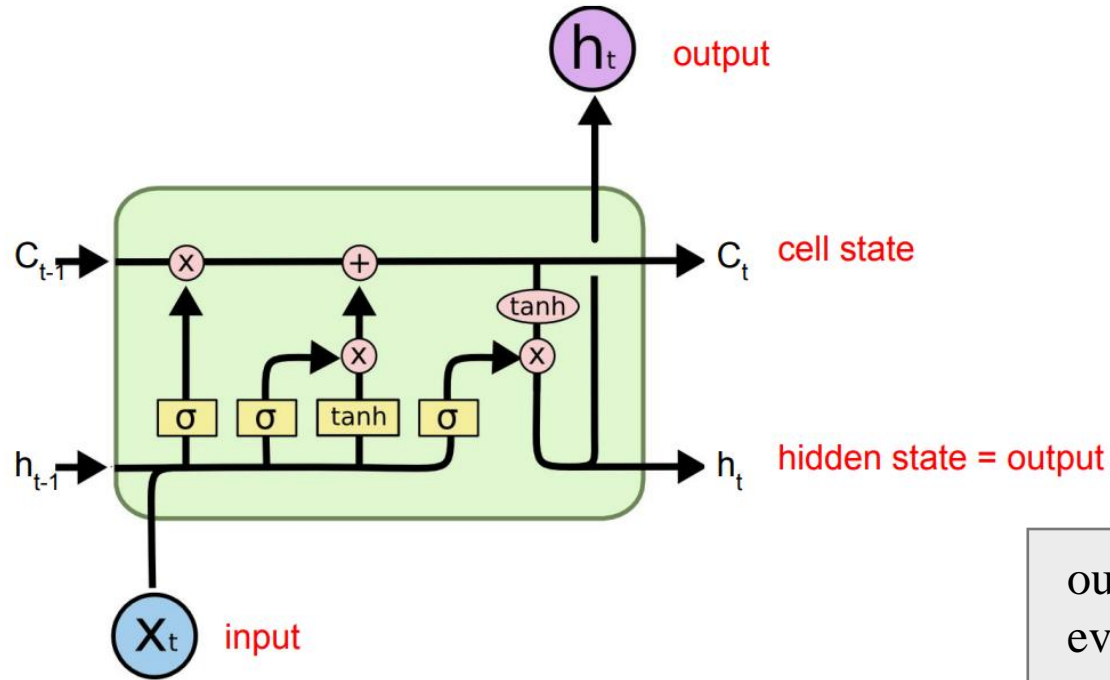 hₜ output
Cₜ₋₁ x + Cₜ cell state
tanh
x x
σ σ tanh σ
hₜ₋₁ hₜ hidden state = output
Xₜ input